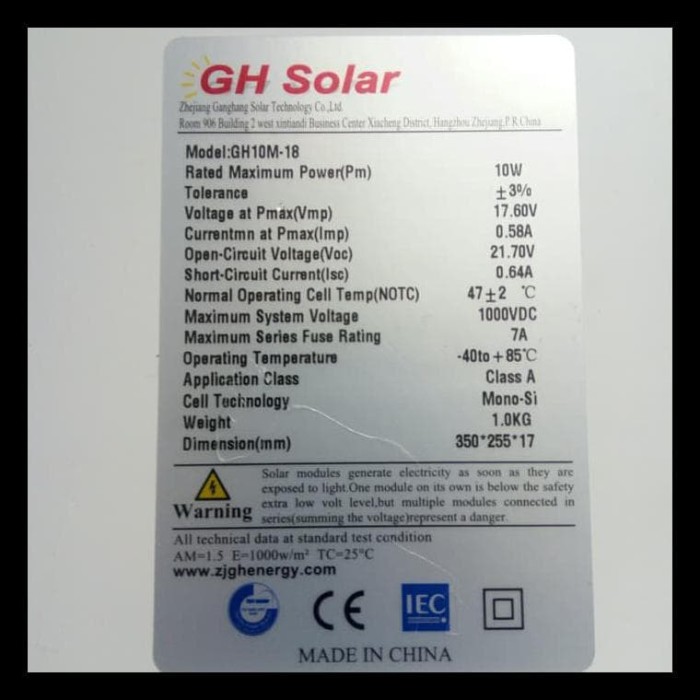 GH Solar
Zhejiang Ganghang Solar Technology Co.,Ltd.
Room 906 Building 2 west xintiandi Business Center Xiacheng District, Hangzhou Zhejiang,P.R.China
Model:GH10M-18
Rated Maximum Power(Pm) 10W
Tolerance ±3%
Voltage at Pmax(Vmp) 17.60V
Currentmn at Pmax(Imp) 0.58A
Open-Circuit Voltage(Voc) 21.70V
Short-Circuit Current(Isc) 0.64A
Normal Operating Cell Temp(NOTC) 47±2 ℃
Maximum System Voltage 1000VDC
Maximum Series Fuse Rating 7A
Operating Temperature -40to+85℃
Application Class Class A
Cell Technology Mono-Si
Weight 1.0KG
Dimension(mm) 350*255*17
Solar modules generate electricity as soon as they are
exposed to light.One module on its own is below the safety
extra low volt level,but multiple modules connected in
series(summing the voltage)represent a danger.
Warning
All technical data at standard test condition
AM=1.5 E=1000w/m² TC=25°C
www.zjghenergy.com
CE IEC
MADE IN CHINA